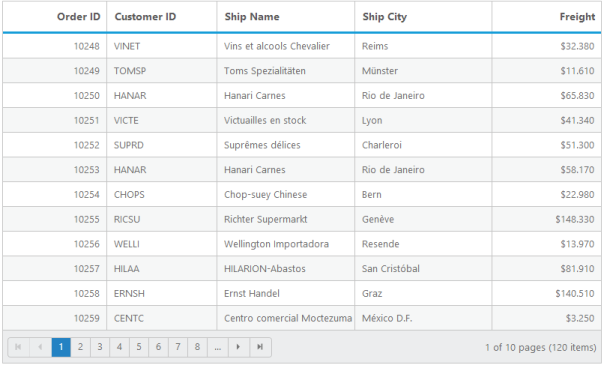 Order ID Customer ID Ship Name Ship City Freight
10248 VINET Vins et alcools Chevalier Reims $32.380
10249 TOMSP Toms Spezialitäten Münster $11.610
10250 HANAR Hanari Carnes Rio de Janeiro $65.830
10251 VICTE Victuailles en stock Lyon $41.340
10252 SUPRD Suprêmes délices Charleroi $51.300
10253 HANAR Hanari Carnes Rio de Janeiro $58.170
10254 CHOPS Chop-suey Chinese Bern $22.980
10255 RICSU Richter Supermarkt Genève $148.330
10256 WELLI Wellington Importadora Resende $13.970
10257 HILAA HILARION-Abastos San Cristóbal $81.910
10258 ERNSH Ernst Handel Graz $140.510
10259 CENTC Centro comercial Moctezuma México D.F. $3.250
1 2 3 4 5 6 7 8 ... 1 of 10 pages (120 items)